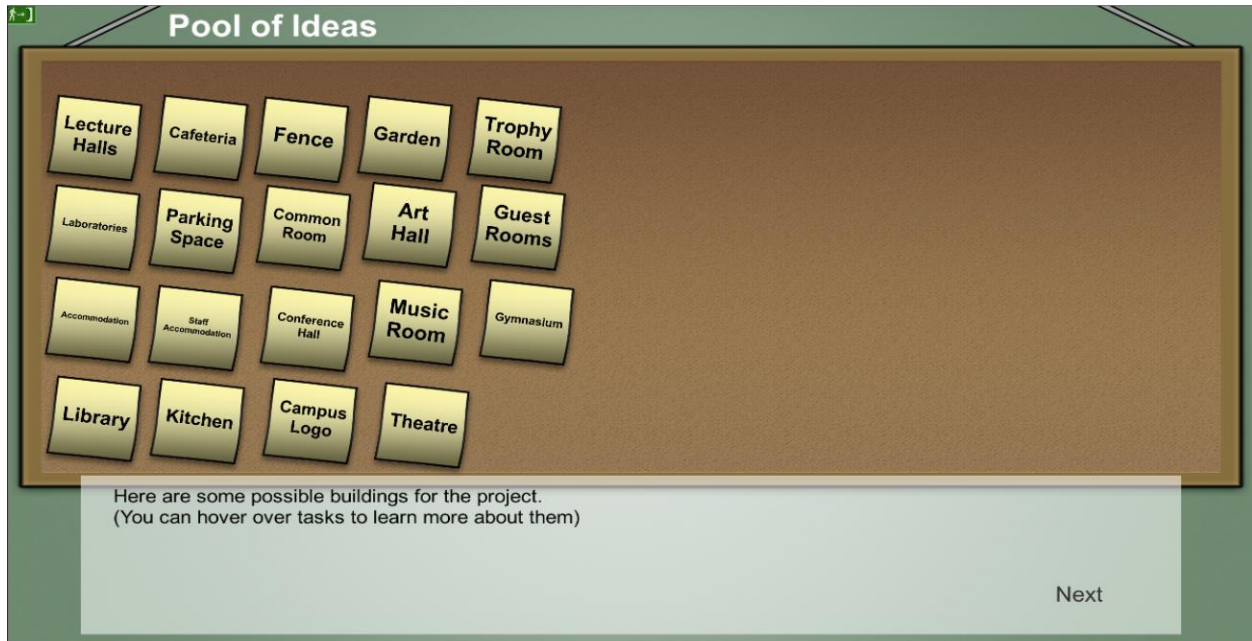 Pool of Ideas
Lecture
Halls
Cafeteria
Fence
Garden
Trophy
Room
Laboratories
Parking
Space
Common
Room
Art
Hall
Guest
Rooms
Accommodation
Staff
Accommodation
Conference
Hall
Music
Room
Gymnasium
Library
Kitchen
Campus
Logo
Theatre
Here are some possible buildings for the project.
(You can hover over tasks to learn more about them)
Next